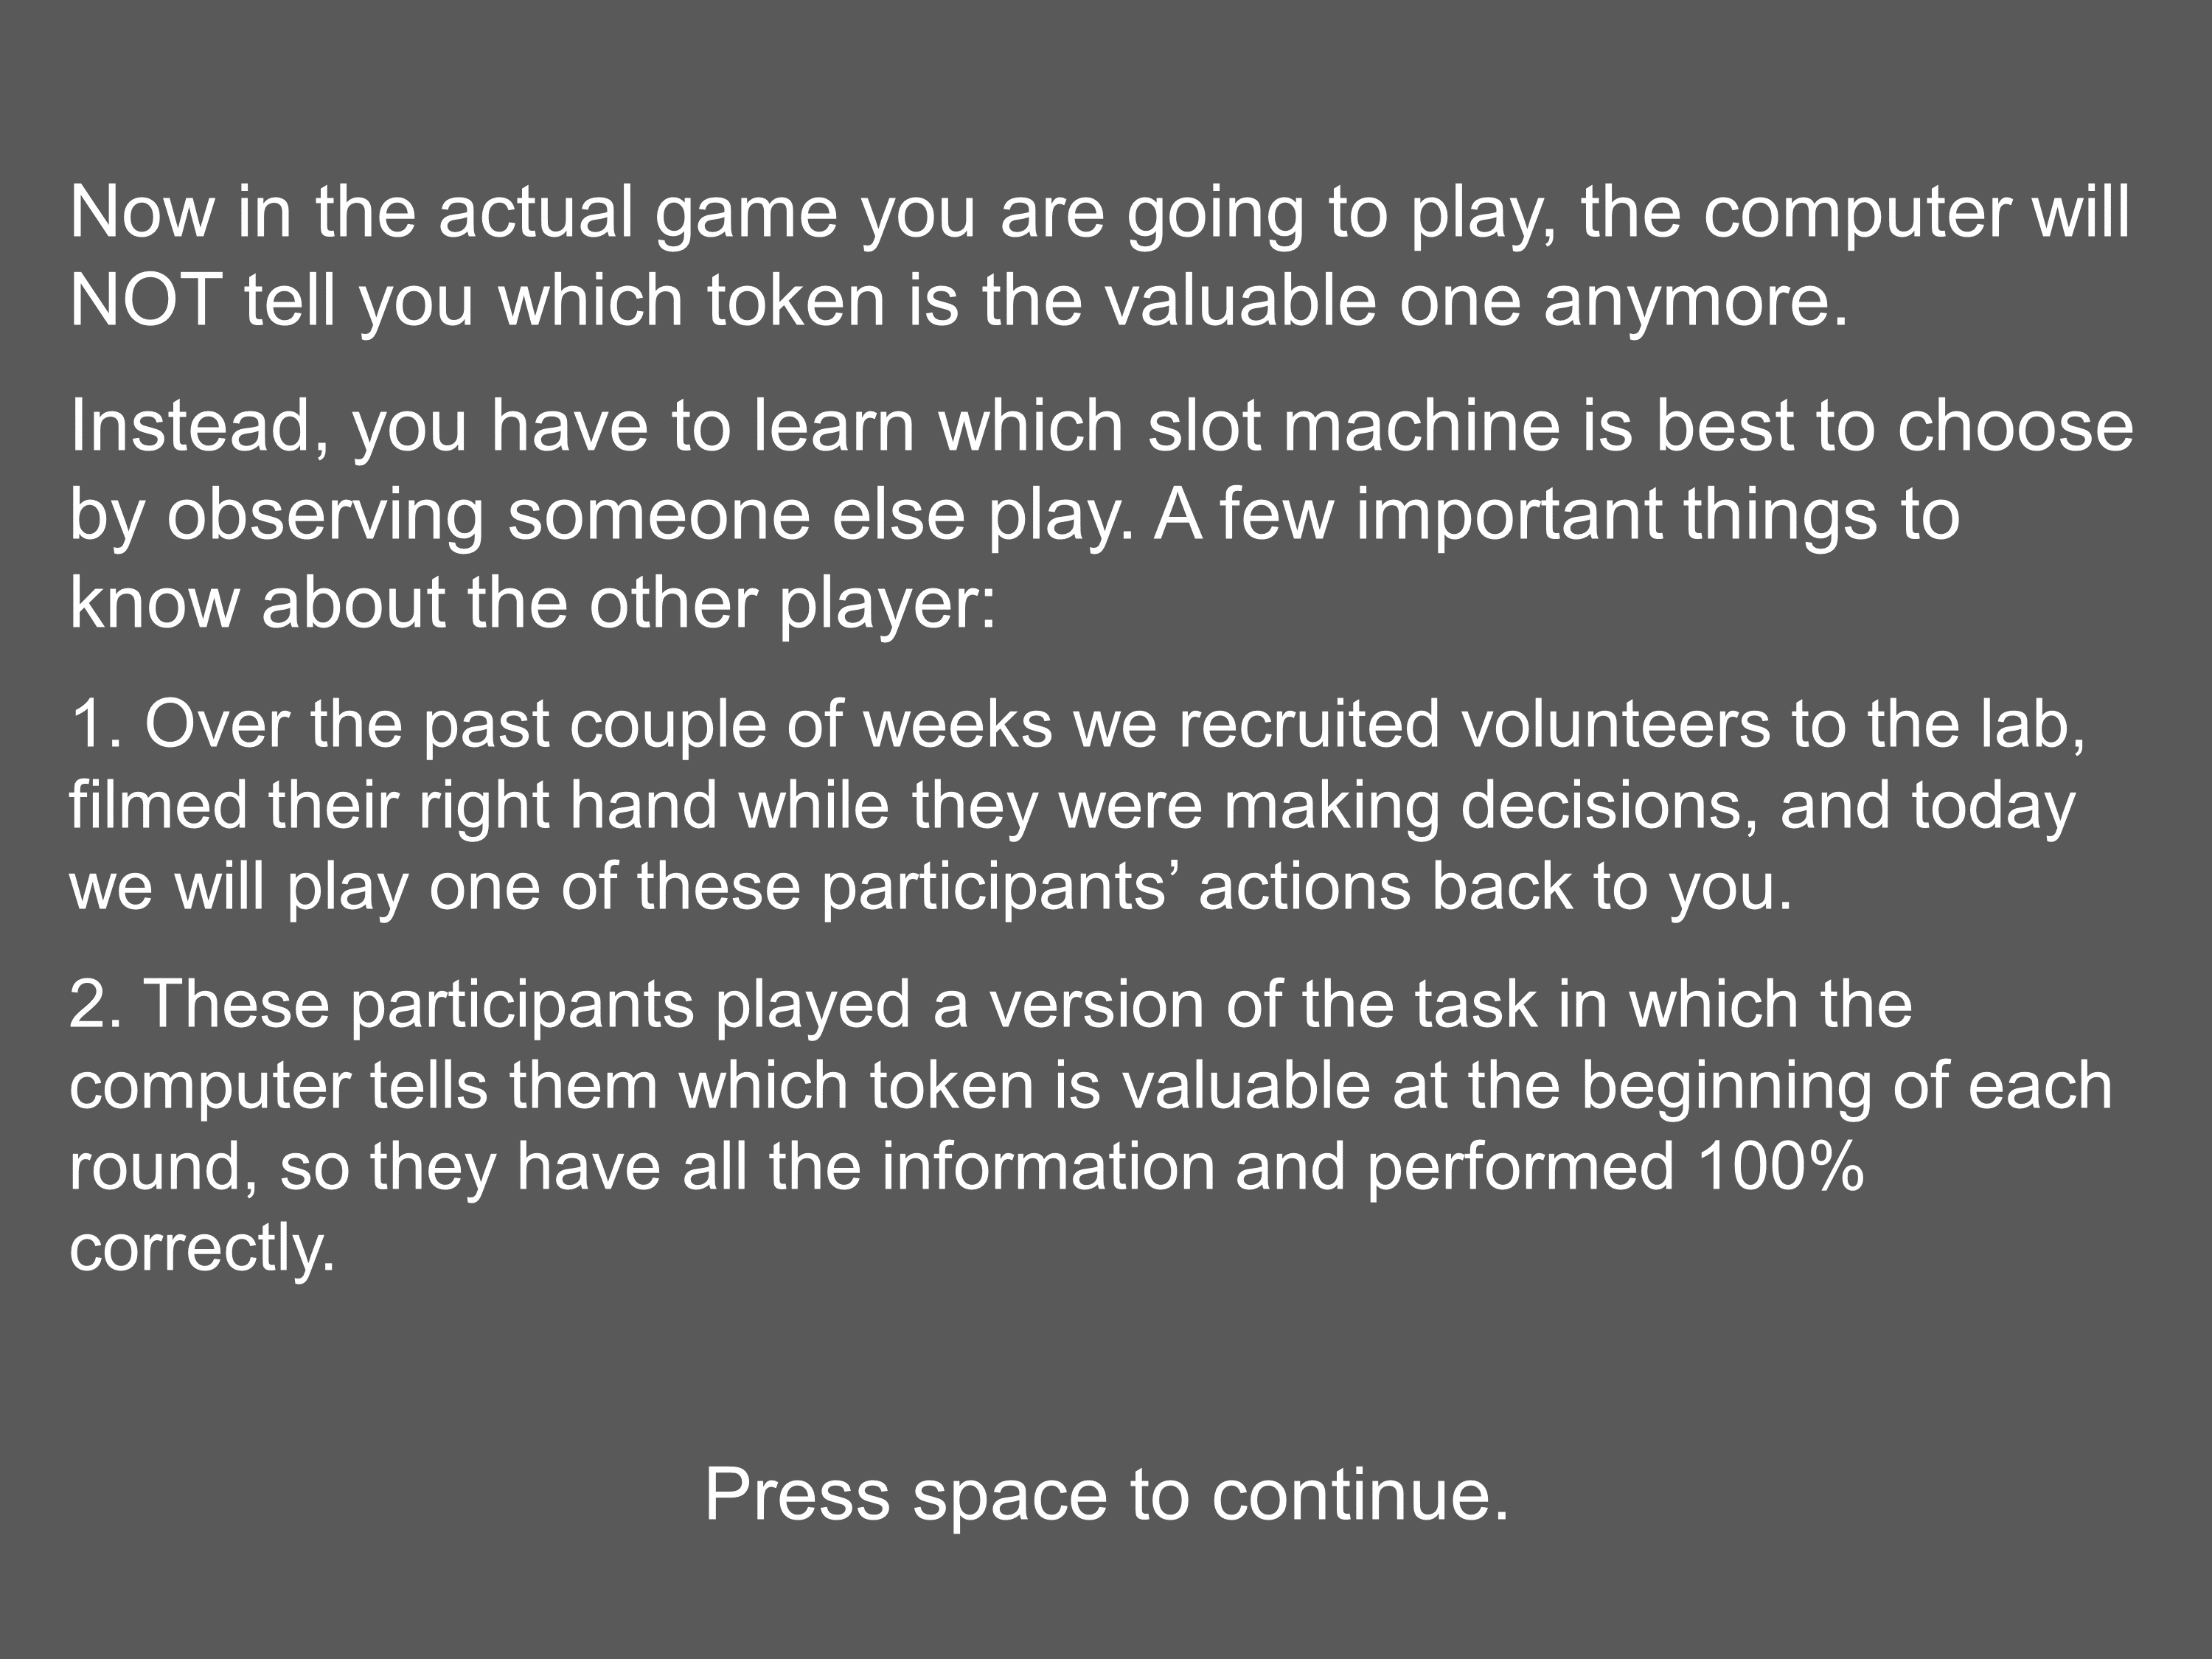 Now in the actual game you are going to play, the computer will
NOT tell you which token is the valuable one anymore.
Instead, you have to learn which slot machine is best to choose
by observing someone else play. A few important things to
know about the other player:
1. Over the past couple of weeks we recruited volunteers to the lab,
filmed their right hand while they were making decisions, and today
we will play one of these participants’ actions back to you.
2. These participants played a version of the task in which the
computer tells them which token is valuable at the beginning of each
round, so they have all the information and performed 100%
correctly.
Press space to continue.